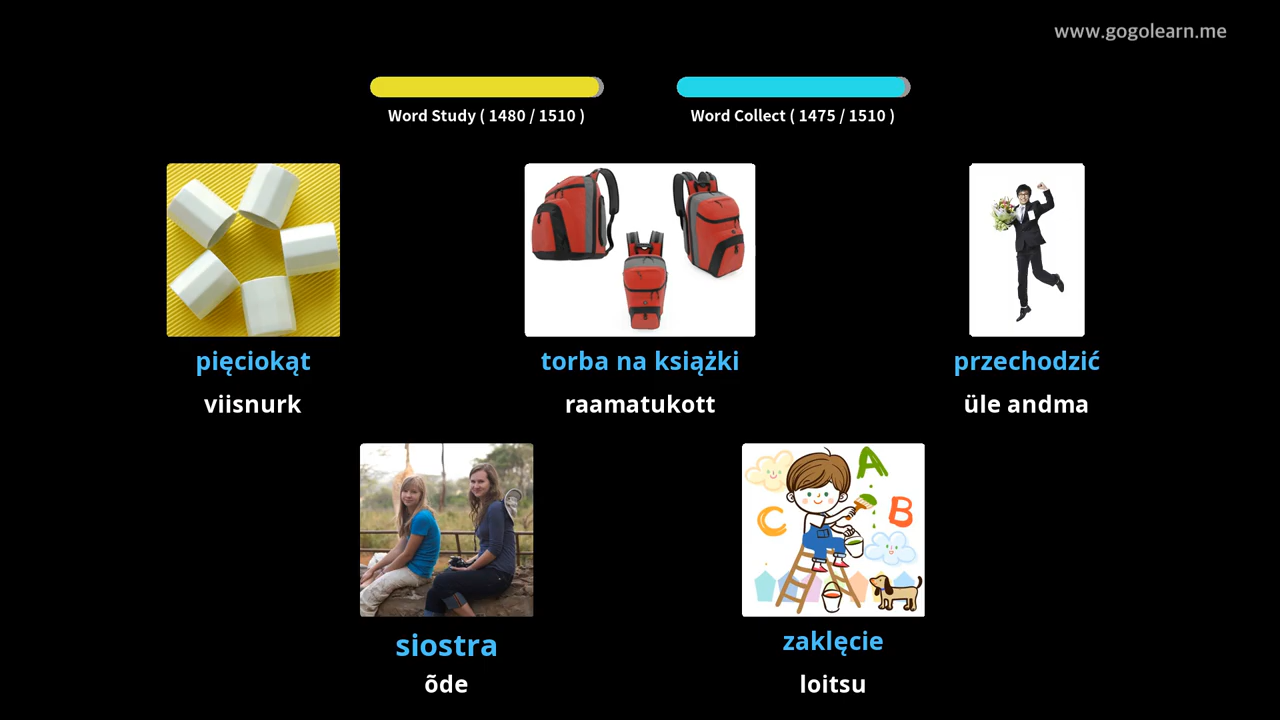 www.gogolearn.me
Word Study ( 1480 / 1510 )
Word Collect ( 1475 / 1510 )
pięciokąt
viisnurk
torba na książki
raamatukott
przechodzić
üle andma
siostra
õde
zaklęcie
loitsu
A
B
C